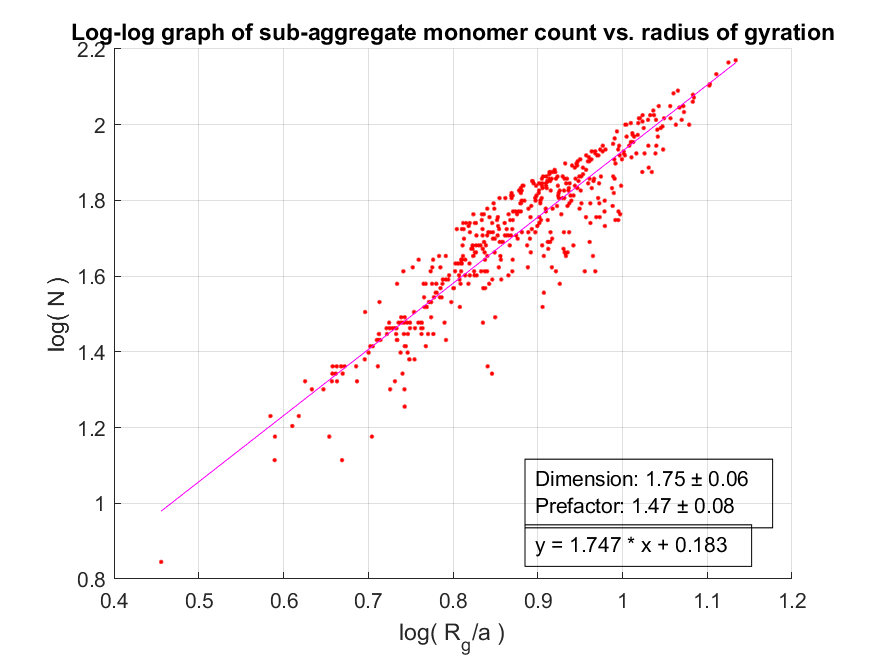 Log-log graph of sub-aggregate monomer count vs. radius of gyration
2.2
2
1.8
1.6
1.4
1.2
1
0.8
log( N )
Dimension: 1.75 ± 0.06
Prefactor: 1.47 ± 0.08
y = 1.747 * x + 0.183
0.4 0.5 0.6 0.7 0.8 0.9 1 1.1 1.2
log( R_g/a )